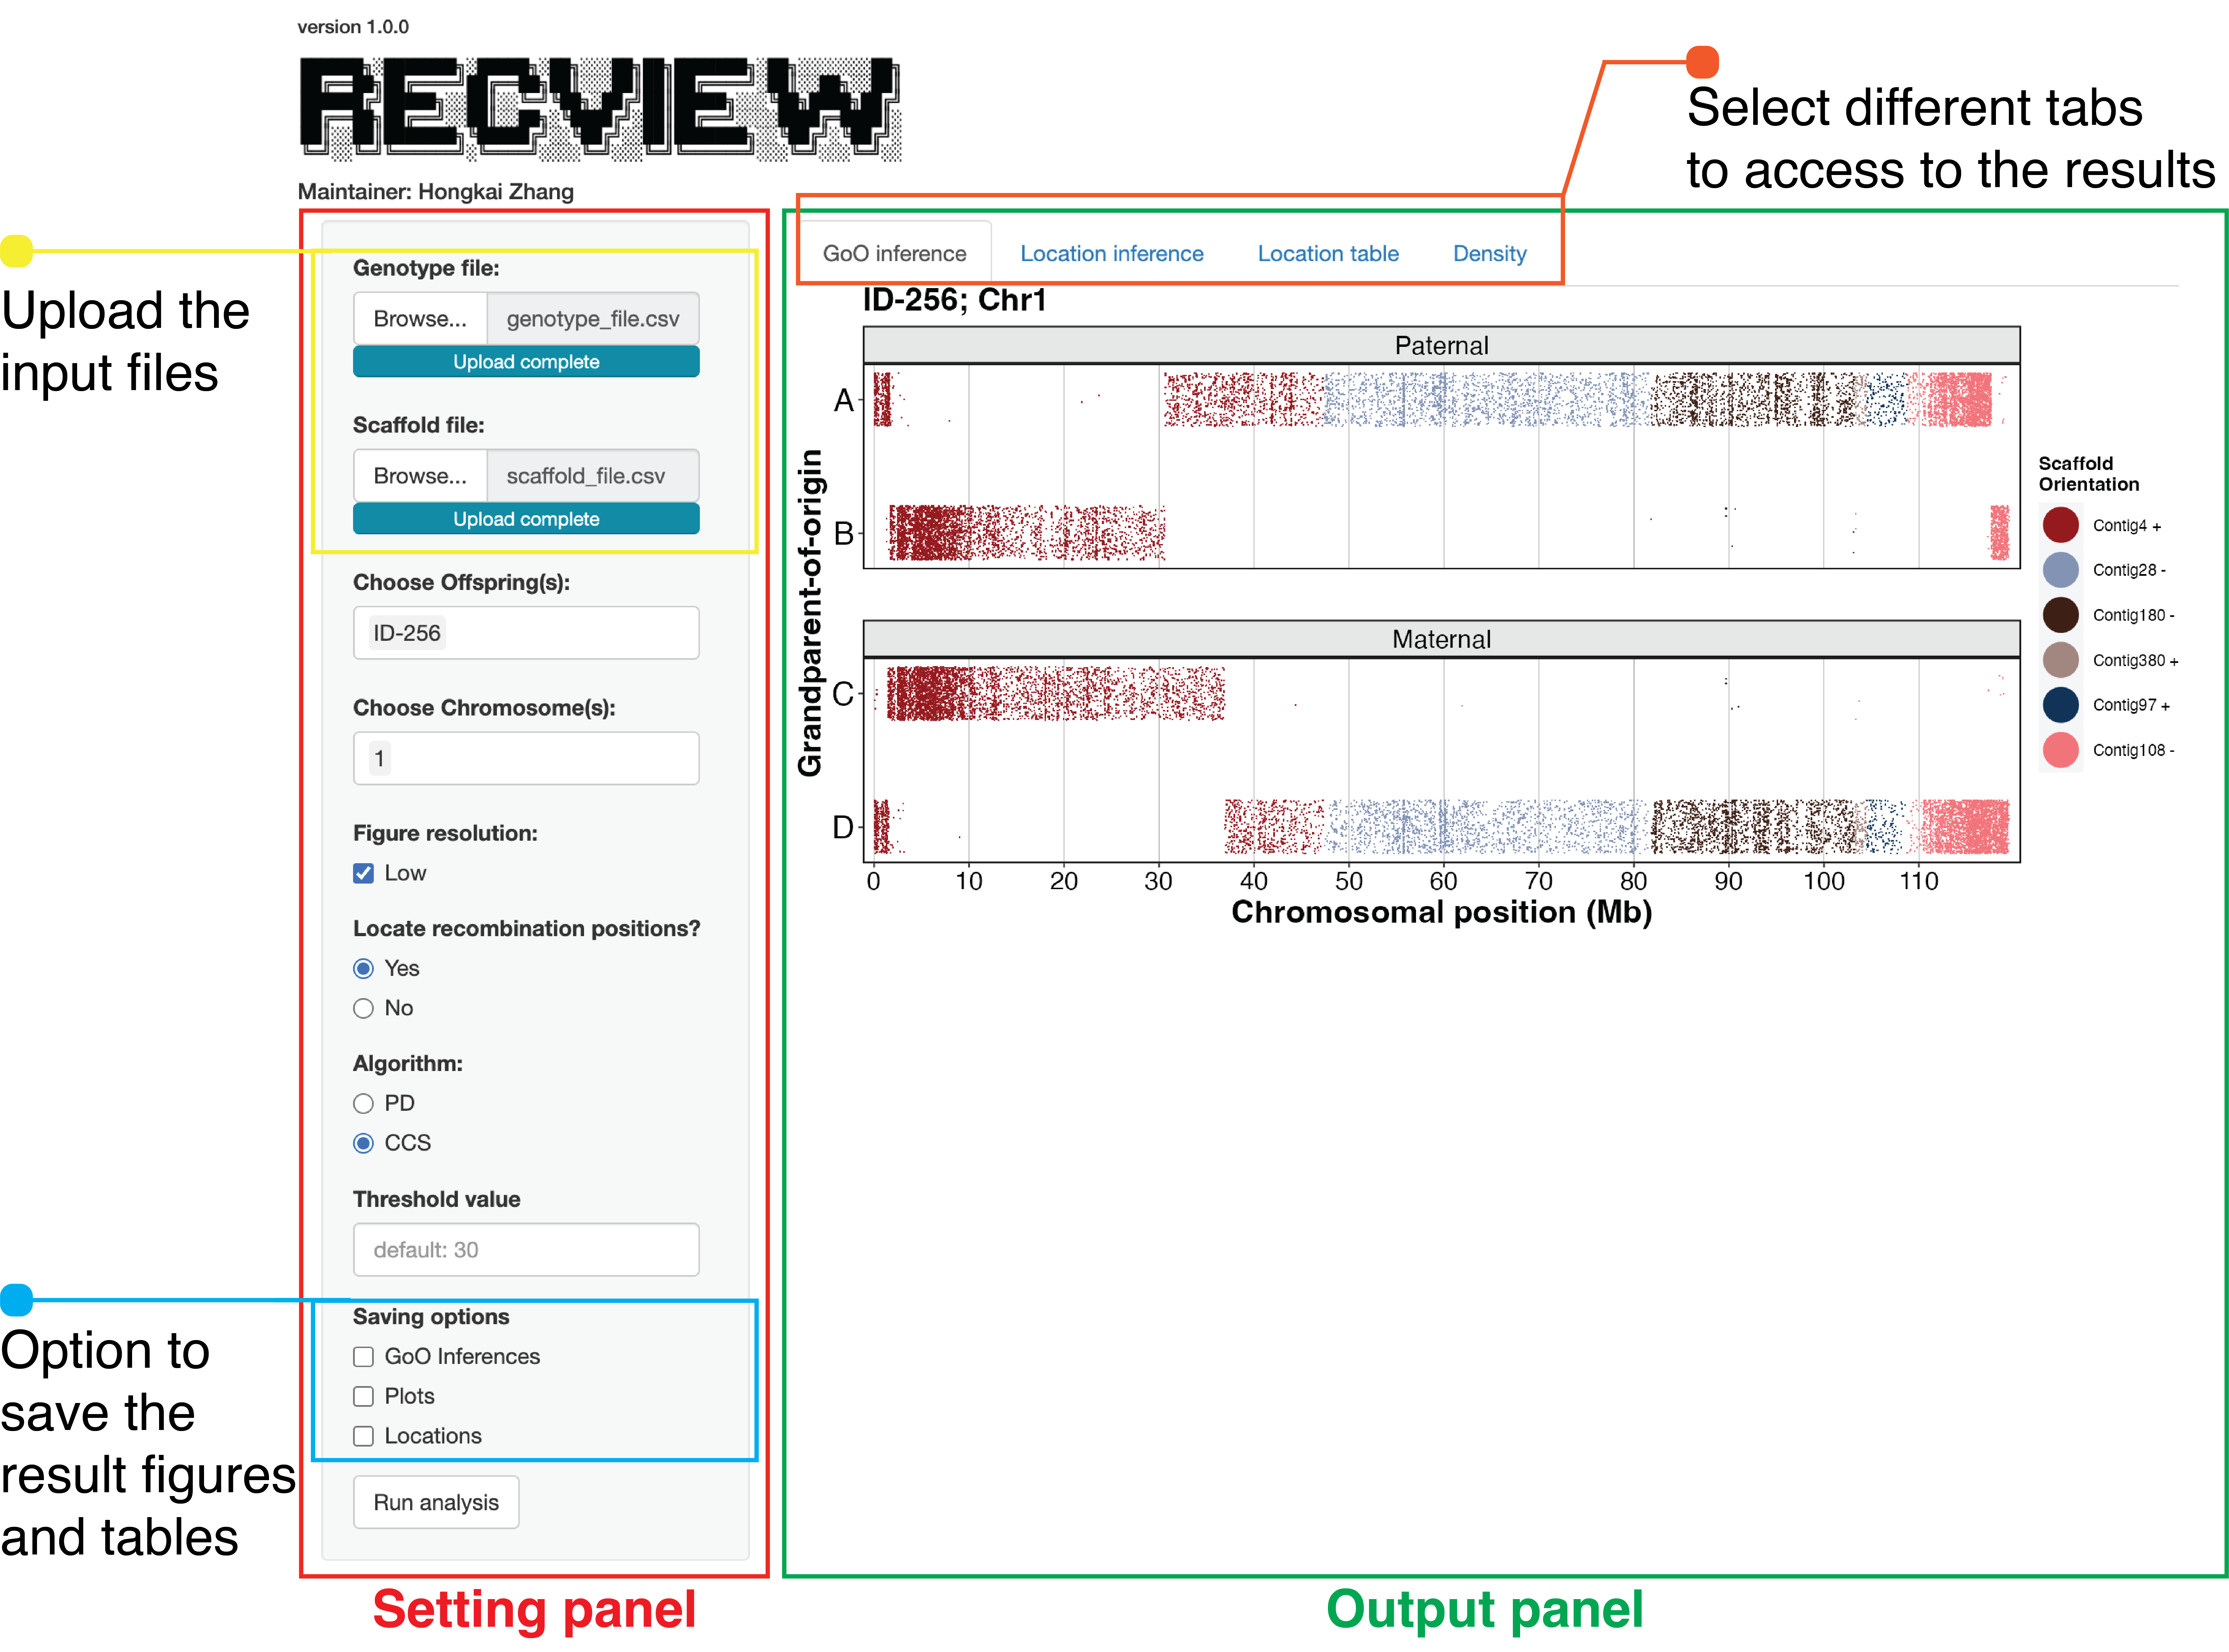 version 1.0.0
RECVIEW
Maintainer: Hongkai Zhang
Select different tabs
to access to the results
Upload the
input files
Genotype file:
Browse... genotype_file.csv
Upload complete
Scaffold file:
Browse... scaffold_file.csv
Upload complete
Choose Offspring(s):
ID-256
Choose Chromosome(s):
1
Figure resolution:
Low
Locate recombination positions?
Yes
No
Algorithm:
PD
CCS
Threshold value
default: 30
Saving options
GoO Inferences
Plots
Locations
Run analysis
Option to
save the
result figures
and tables
Setting panel
GoO inference Location inference Location table Density
ID-256; Chr1
Paternal
A
B
Grandparent-of-origin
Maternal
C
D
0 10 20 30 40 50 60 70 80 90 100 110
Chromosomal position (Mb)
Scaffold
Orientation
Contig4 +
Contig28 -
Contig180 -
Contig380 +
Contig97 +
Contig108 -
Output panel